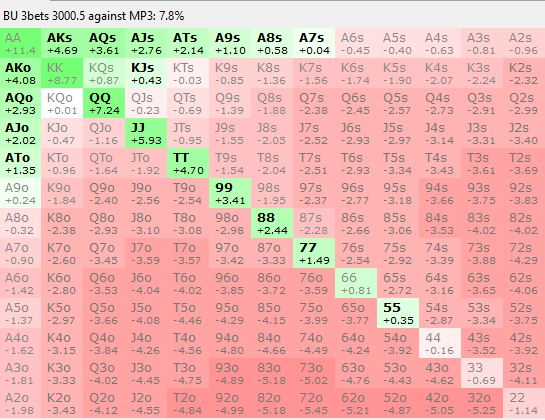 BU 3bets 3000.5 against MP3: 7.8%
AA AKs AQs AJs ATs A9s A8s A7s A6s A5s A4s A3s A2s
+11.4 +4.69 +3.61 +2.76 +2.14 +1.10 +0.58 +0.04 -0.45 -0.40 -0.63 -0.81 -0.96
AKo KK KQs KJs KTs K9s K8s K7s K6s K5s K4s K3s K2s
+4.08 +8.77 +0.87 +0.43 -0.03 -0.85 -1.36 -1.56 -1.74 -1.90 -2.07 -2.24 -2.32
AQo KQo QQ QJs QTs Q9s Q8s Q7s Q6s Q5s Q4s Q3s Q2s
+2.93 +0.01 +7.24 -0.23 -0.69 -1.39 -1.88 -2.38 -2.45 -2.57 -2.73 -2.91 -2.99
AJo KJo QJo JJ JTs J9s J8s J7s J6s J5s J4s J3s J2s
+2.02 -0.47 -1.16 +5.93 -0.95 -1.55 -2.05 -2.52 -2.93 -2.97 -3.14 -3.31 -3.40
ATo KTo QTo JTo TT T9s T8s T7s T6s T5s T4s T3s T2s
+1.35 -0.96 -1.64 -1.92 +4.70 -1.54 -2.04 -2.51 -2.93 -3.34 -3.43 -3.61 -3.69
A9o K9o Q9o J9o T9o 99 98s 97s 96s 95s 94s 93s 92s
+0.24 -1.84 -2.40 -2.56 -2.54 +3.41 -1.95 -2.37 -2.77 -3.18 -3.66 -3.75 -3.83
A8o K8o Q8o J8o T8o 98o 88 87s 86s 85s 84s 83s 82s
-0.32 -2.38 -2.93 -3.10 -3.08 -2.98 +2.44 -2.28 -2.66 -3.06 -3.53 -4.02 -4.02
A7o K7o Q7o J7o T7o 97o 87o 77 76s 75s 74s 73s 72s
-0.90 -2.60 -3.45 -3.59 -3.57 -3.42 -3.33 +1.49 -2.54 -2.92 -3.39 -3.88 -4.29
A6o K6o Q6o J6o T6o 96o 86o 76o 66 65s 64s 63s 62s
-1.42 -2.80 -3.53 -4.04 -4.02 -3.85 -3.72 -3.59 +0.81 -2.72 -3.16 -3.65 -4.06
A5o K5o Q5o J5o T5o 95o 85o 75o 65o 55 54s 53s 52s
-1.37 -2.97 -3.66 -4.08 -4.46 -4.29 -4.15 -3.99 -3.77 +0.35 -2.87 -3.34 -3.75
A4o K4o Q4o J4o T4o 94o 84o 74o 64o 54o 44 43s 42s
-1.62 -3.15 -3.84 -4.26 -4.56 -4.80 -4.66 -4.49 -4.24 -3.92 -0.16 -3.52 -3.92
A3o K3o Q3o J3o T3o 93o 83o 73o 63o 53o 43o 33 32s
-1.81 -3.33 -4.02 -4.45 -4.75 -4.89 -5.18 -5.02 -4.76 -4.43 -4.62 -0.69 -4.11
A2o K2o Q2o J2o T2o 92o 82o 72o 62o 52o 42o 32o 22
-1.98 -3.43 -4.12 -4.55 -4.84 -4.99 -5.18 -5.45 -5.21 -4.87 -5.05 -5.25 -1.14